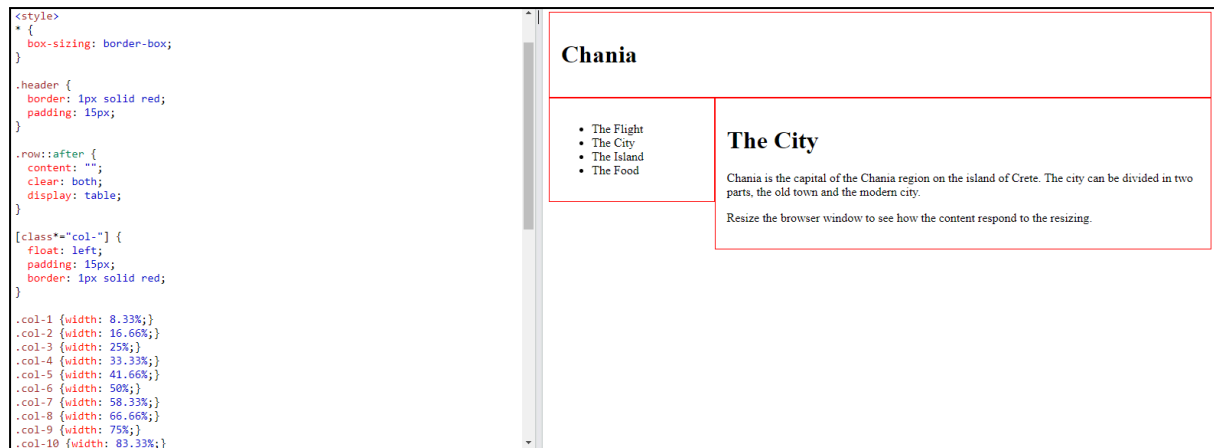 <style>
* {
  box-sizing: border-box;
}
.header {
  border: 1px solid red;
  padding: 15px;
}
.row::after {
  content: "";
  clear: both;
  display: table;
}
[class*="col-"] {
  float: left;
  padding: 15px;
  border: 1px solid red;
}
.col-1 {width: 8.33%;}
.col-2 {width: 16.66%;}
.col-3 {width: 25%;}
.col-4 {width: 33.33%;}
.col-5 {width: 41.66%;}
.col-6 {width: 50%;}
.col-7 {width: 58.33%;}
.col-8 {width: 66.66%;}
.col-9 {width: 75%;}
.col-10 {width: 83.33%;}
Chania
• The Flight
• The City
• The Island
• The Food
The City
Chania is the capital of the Chania region on the island of Crete. The city can be divided in two
parts, the old town and the modern city.
Resize the browser window to see how the content respond to the resizing.